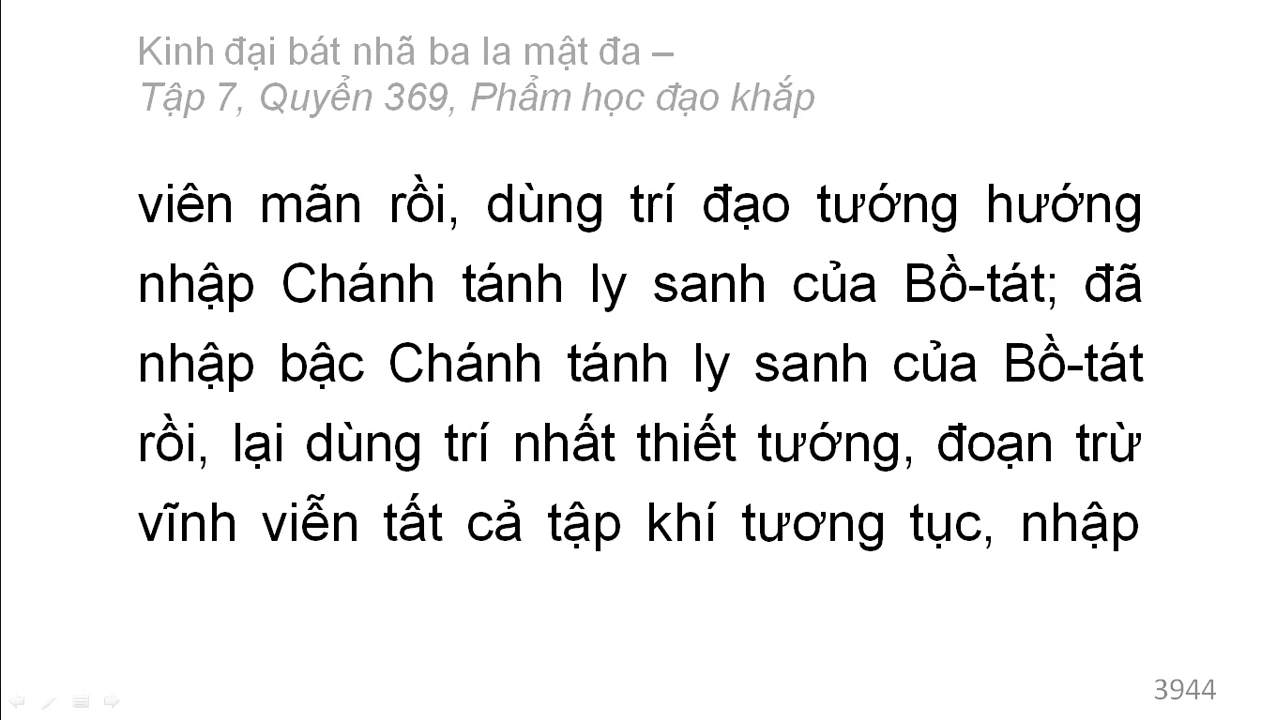 Kinh đại bát nhã ba la mật đa –
Tập 7, Quyển 369, Phẩm học đạo khắp
viên mãn rồi, dùng trí đạo tướng hướng
nhập Chánh tánh ly sanh của Bồ-tát; đã
nhập bậc Chánh tánh ly sanh của Bồ-tát
rồi, lại dùng trí nhất thiết tướng, đoạn trừ
vĩnh viễn tất cả tập khí tương tục, nhập
3944